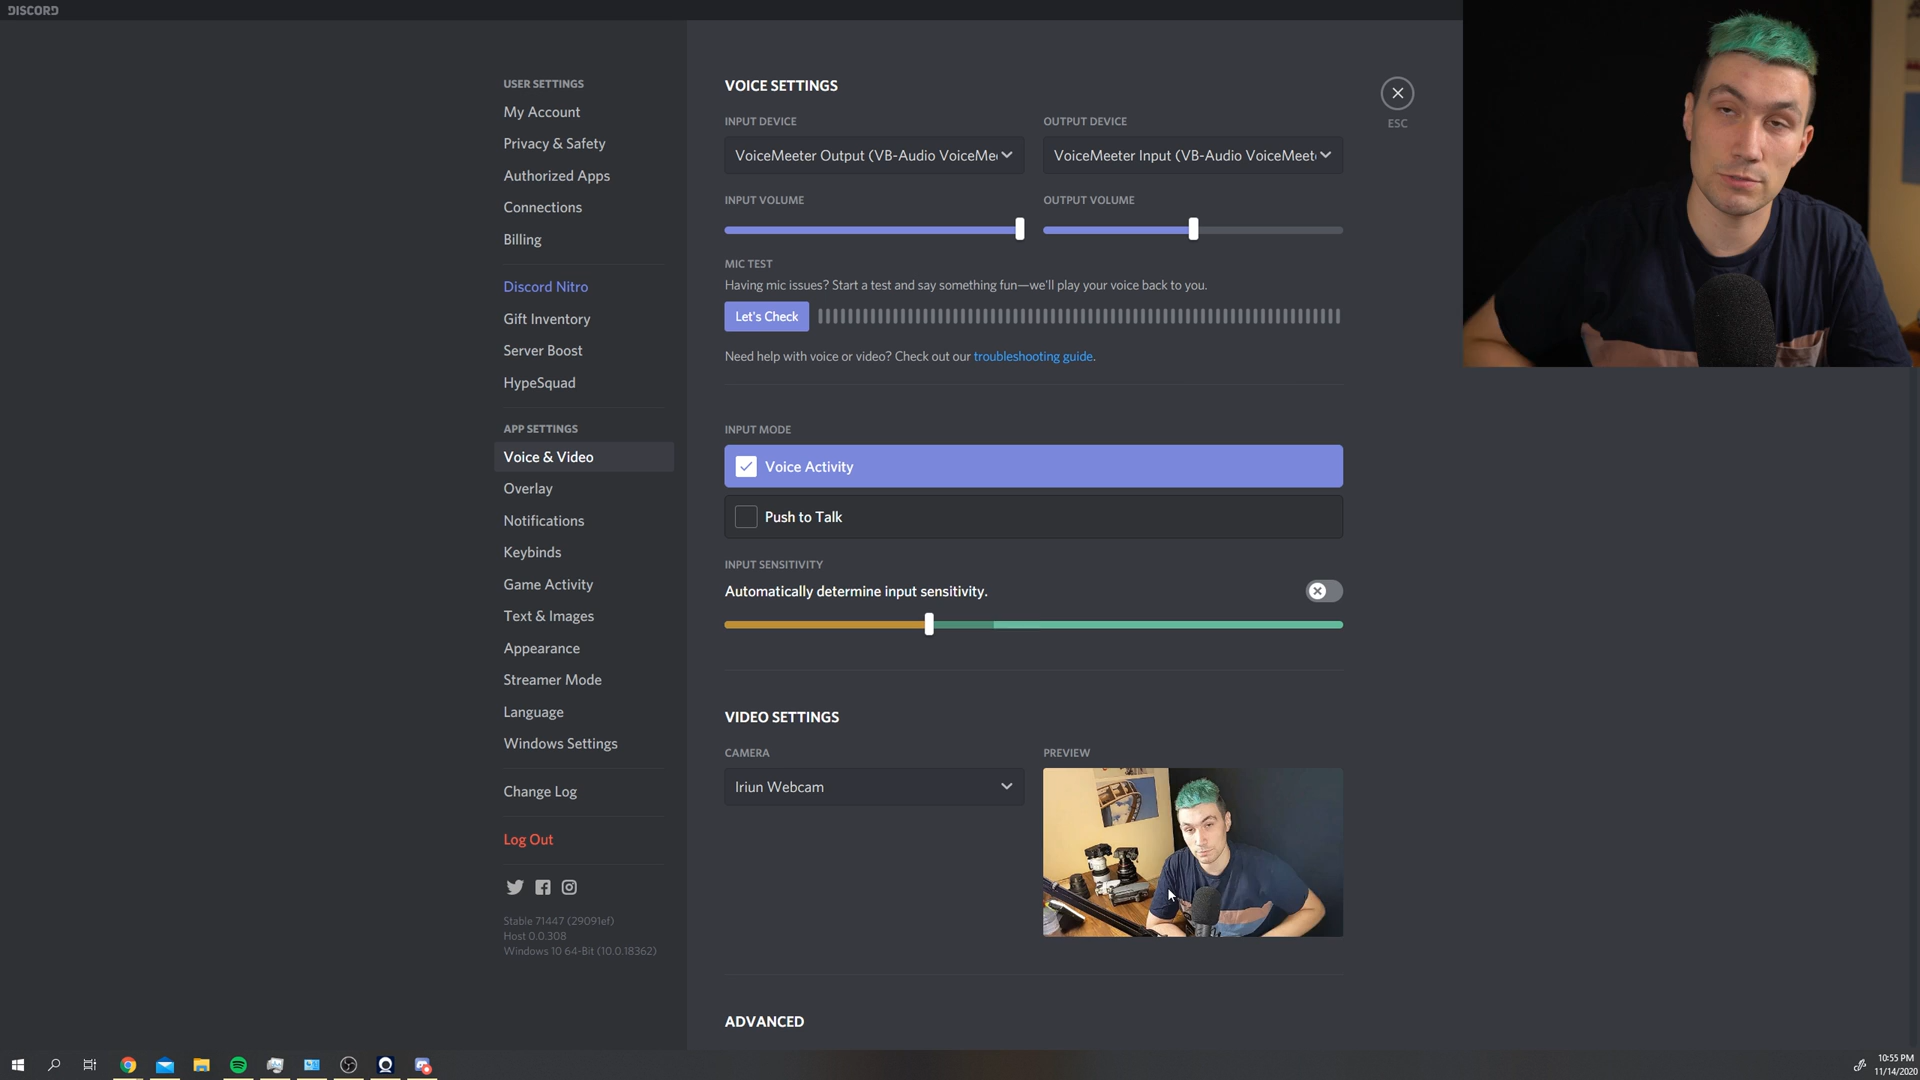 DISCORD
USER SETTINGS
My Account
Privacy & Safety
Authorized Apps
Connections
Billing
Discord Nitro
Gift Inventory
Server Boost
HypeSquad
APP SETTINGS
Voice & Video
Overlay
Notifications
Keybinds
Game Activity
Text & Images
Appearance
Streamer Mode
Language
Windows Settings
Change Log
Log Out
Stable 71447 (29091ef)
Host 0.0.308
Windows 10 64-Bit (10.0.18362)
VOICE SETTINGS
ESC
INPUT DEVICE
OUTPUT DEVICE
VoiceMeeter Output (VB-Audio VoiceMe
VoiceMeeter Input (VB-Audio VoiceMeet
INPUT VOLUME
OUTPUT VOLUME
MIC TEST
Having mic issues? Start a test and say something fun—we'll play your voice back to you.
Let's Check
Need help with voice or video? Check out our troubleshooting guide.
INPUT MODE
Voice Activity
Push to Talk
INPUT SENSITIVITY
Automatically determine input sensitivity.
VIDEO SETTINGS
CAMERA
PREVIEW
Iriun Webcam
ADVANCED
10:55 PM
11/14/2020